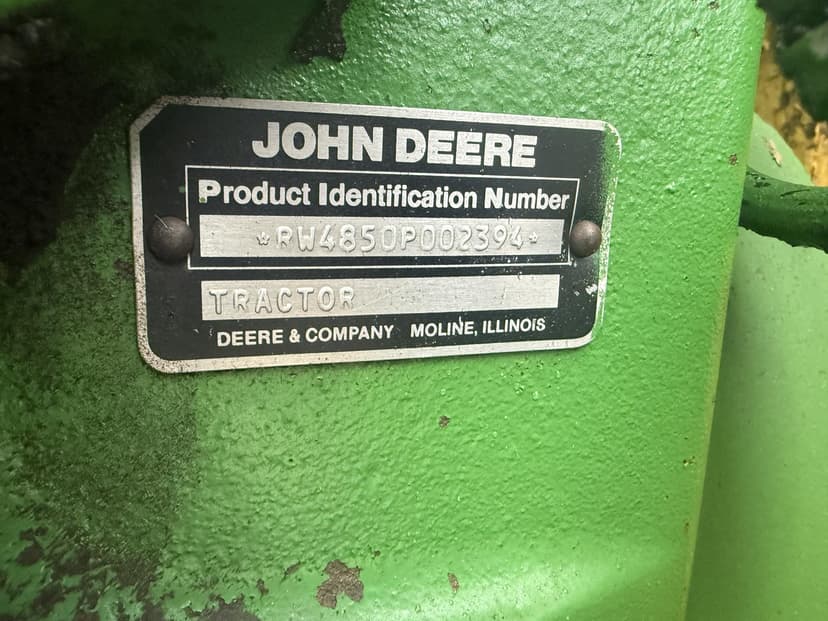 JOHN DEERE
Product Identification Number
*RW4850P002394*
TRACTOR
DEERE & COMPANY MOLINE, ILLINOIS